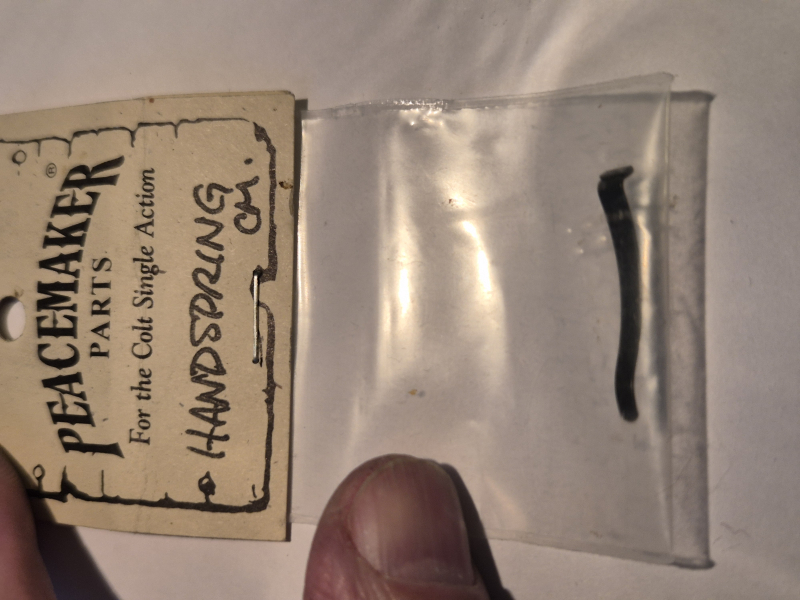 PEACEMAKER®
PARTS
For the Colt Single Action
HANDSPRING
CM.